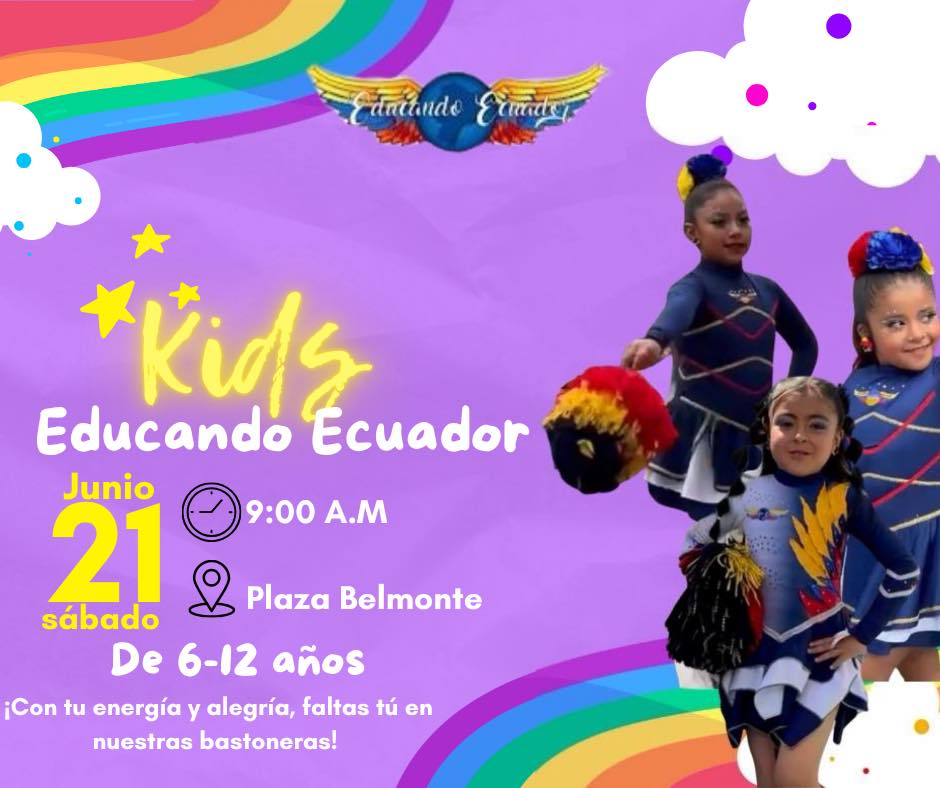 Educando Ecuador
Kids
Educando Ecuador
Junio
21
sábado
9:00 A.M
Plaza Belmonte
De 6-12 años
¡Con tu energía y alegría, faltas tú en
nuestras bastoneras!